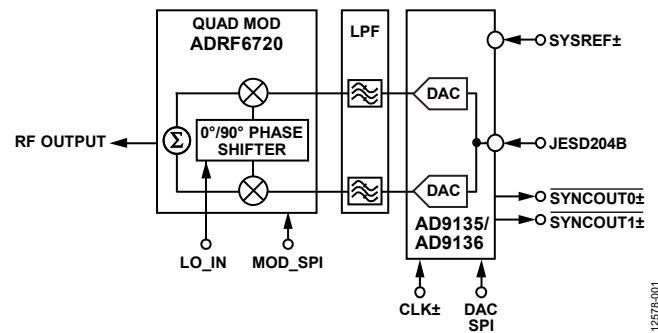 QUAD MOD
ADRF6720
LPF
SYSREF±
DAC
RF OUTPUT
Σ
0°/90° PHASE
SHIFTER
JESD204B
DAC
SYNCOUT0±
SYNCOUT1±
AD9135/
AD9136
LO_IN
MOD_SPI
CLK±
DAC
SPI
12578-001